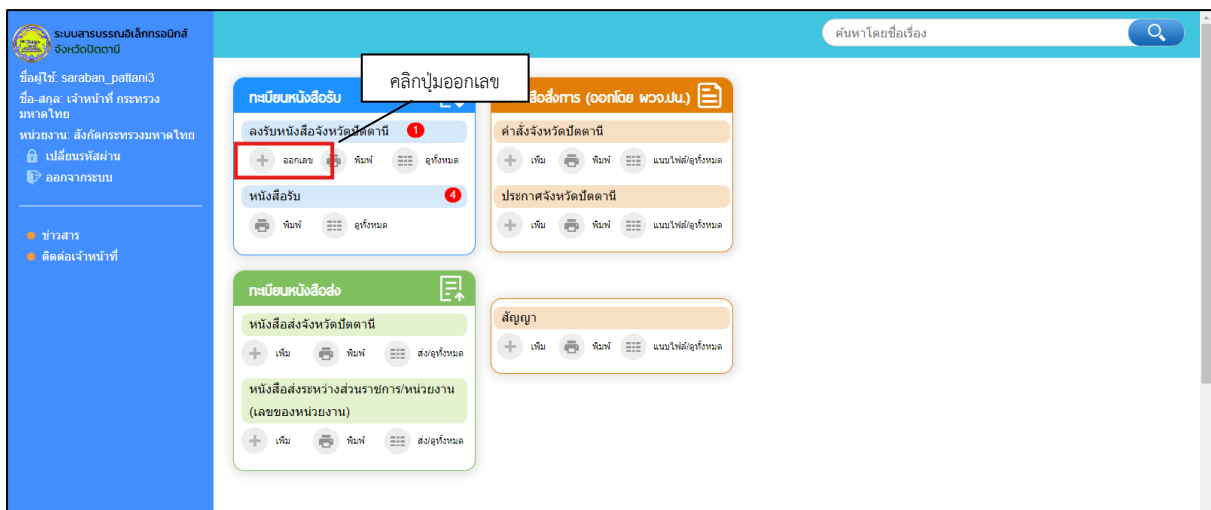 ระบบสารบรรณอิเล็กทรอนิกส์
จังหวัดปัตตานี
ชื่อผู้ใช้: saraban_pattani3
ชื่อ-สกุล: เจ้าหน้าที่ กระทรวง
มหาดไทย
หน่วยงาน: สังกัดกระทรวงมหาดไทย
เปลี่ยนรหัสผ่าน
ออกจากระบบ
ข่าวสาร
ติดต่อเจ้าหน้าที่
ค้นหาโดยชื่อเรื่อง
คลิกปุ่มออกเลข
ทะเบียนหนังสือรับ
ลงรับหนังสือจังหวัดปัตตานี 1
ออกเลข พิมพ์ ดูทั้งหมด
หนังสือรับ 4
พิมพ์ ดูทั้งหมด
สือสั่งการ (ออกโดย ผวจ.ปน.)
คำสั่งจังหวัดปัตตานี
เพิ่ม พิมพ์ แนบไฟล์/ดูทั้งหมด
ประกาศจังหวัดปัตตานี
เพิ่ม พิมพ์ แนบไฟล์/ดูทั้งหมด
ทะเบียนหนังสือส่ง
หนังสือส่งจังหวัดปัตตานี
เพิ่ม พิมพ์ ส่ง/ดูทั้งหมด
หนังสือส่งระหว่างส่วนราชการ/หน่วยงาน
(เลขของหน่วยงาน)
เพิ่ม พิมพ์ ส่ง/ดูทั้งหมด
สัญญา
เพิ่ม พิมพ์ แนบไฟล์/ดูทั้งหมด